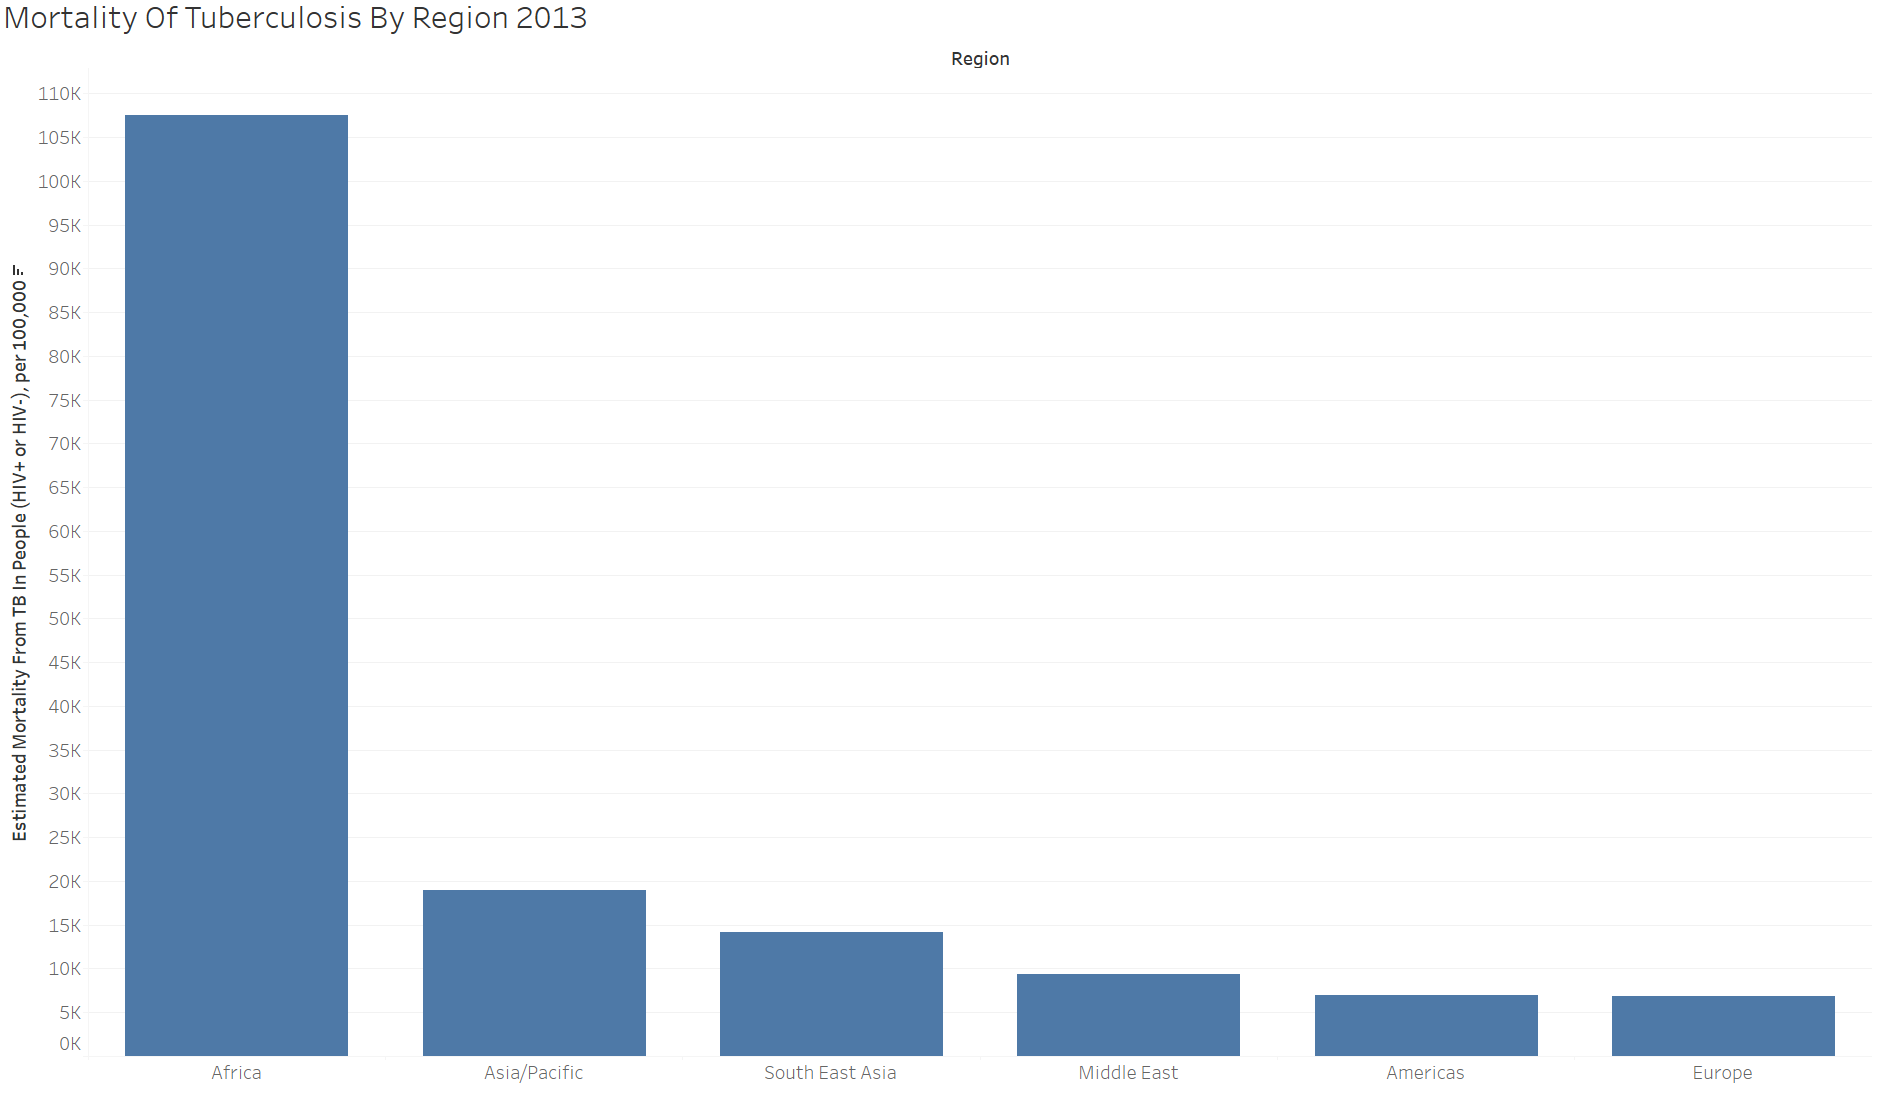 Mortality Of Tuberculosis By Region 2013
Region
Estimated Mortality From TB In People (HIV+ or HIV-), per 100,000
110K
105K
100K
95K
90K
85K
80K
75K
70K
65K
60K
55K
50K
45K
40K
35K
30K
25K
20K
15K
10K
5K
0K
Africa
Asia/Pacific
South East Asia
Middle East
Americas
Europe